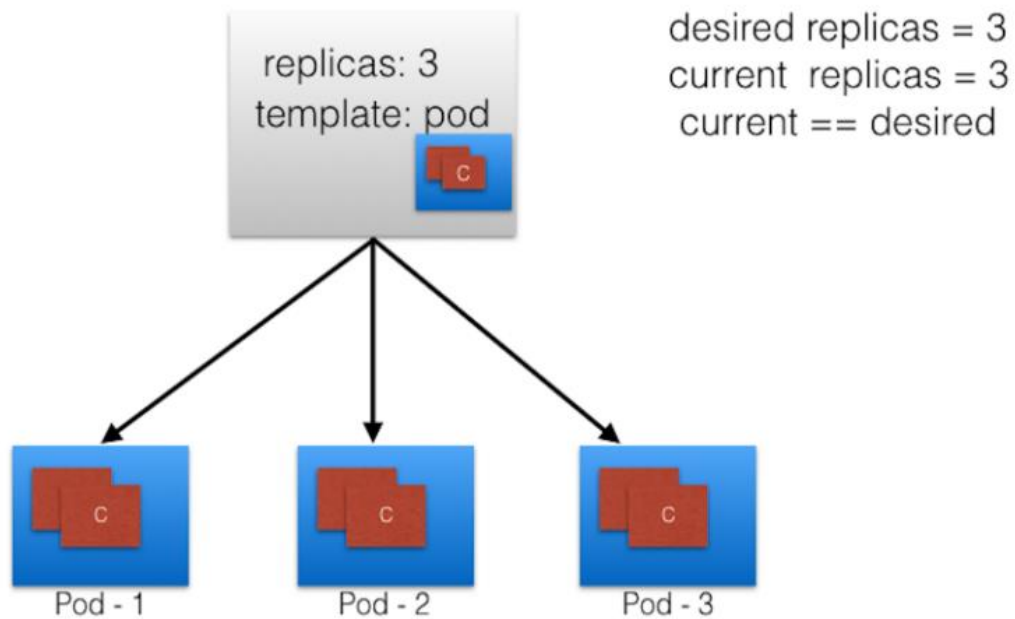 replicas: 3
template: pod
C
desired replicas = 3
current replicas = 3
current == desired
C
C
C
Pod - 1
Pod - 2
Pod - 3